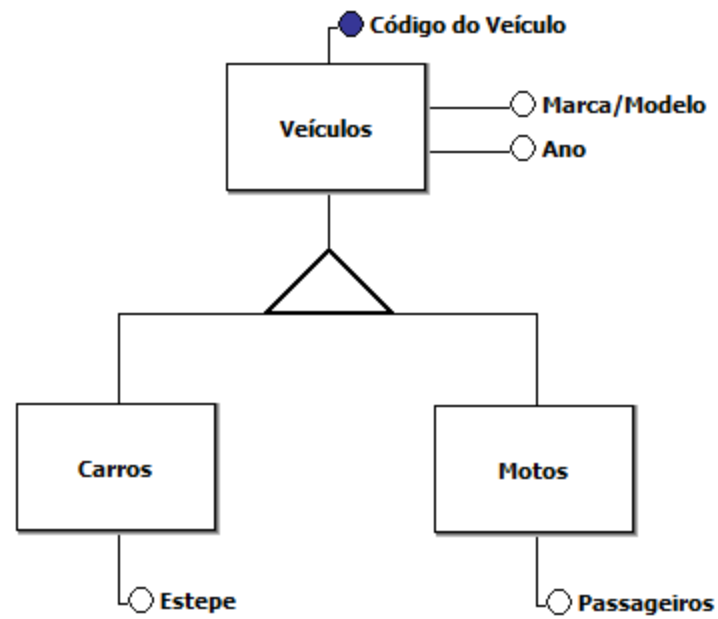 Código do Veículo
Veículos
Marca/Modelo
Ano
Carros
Motos
Estepe
Passageiros